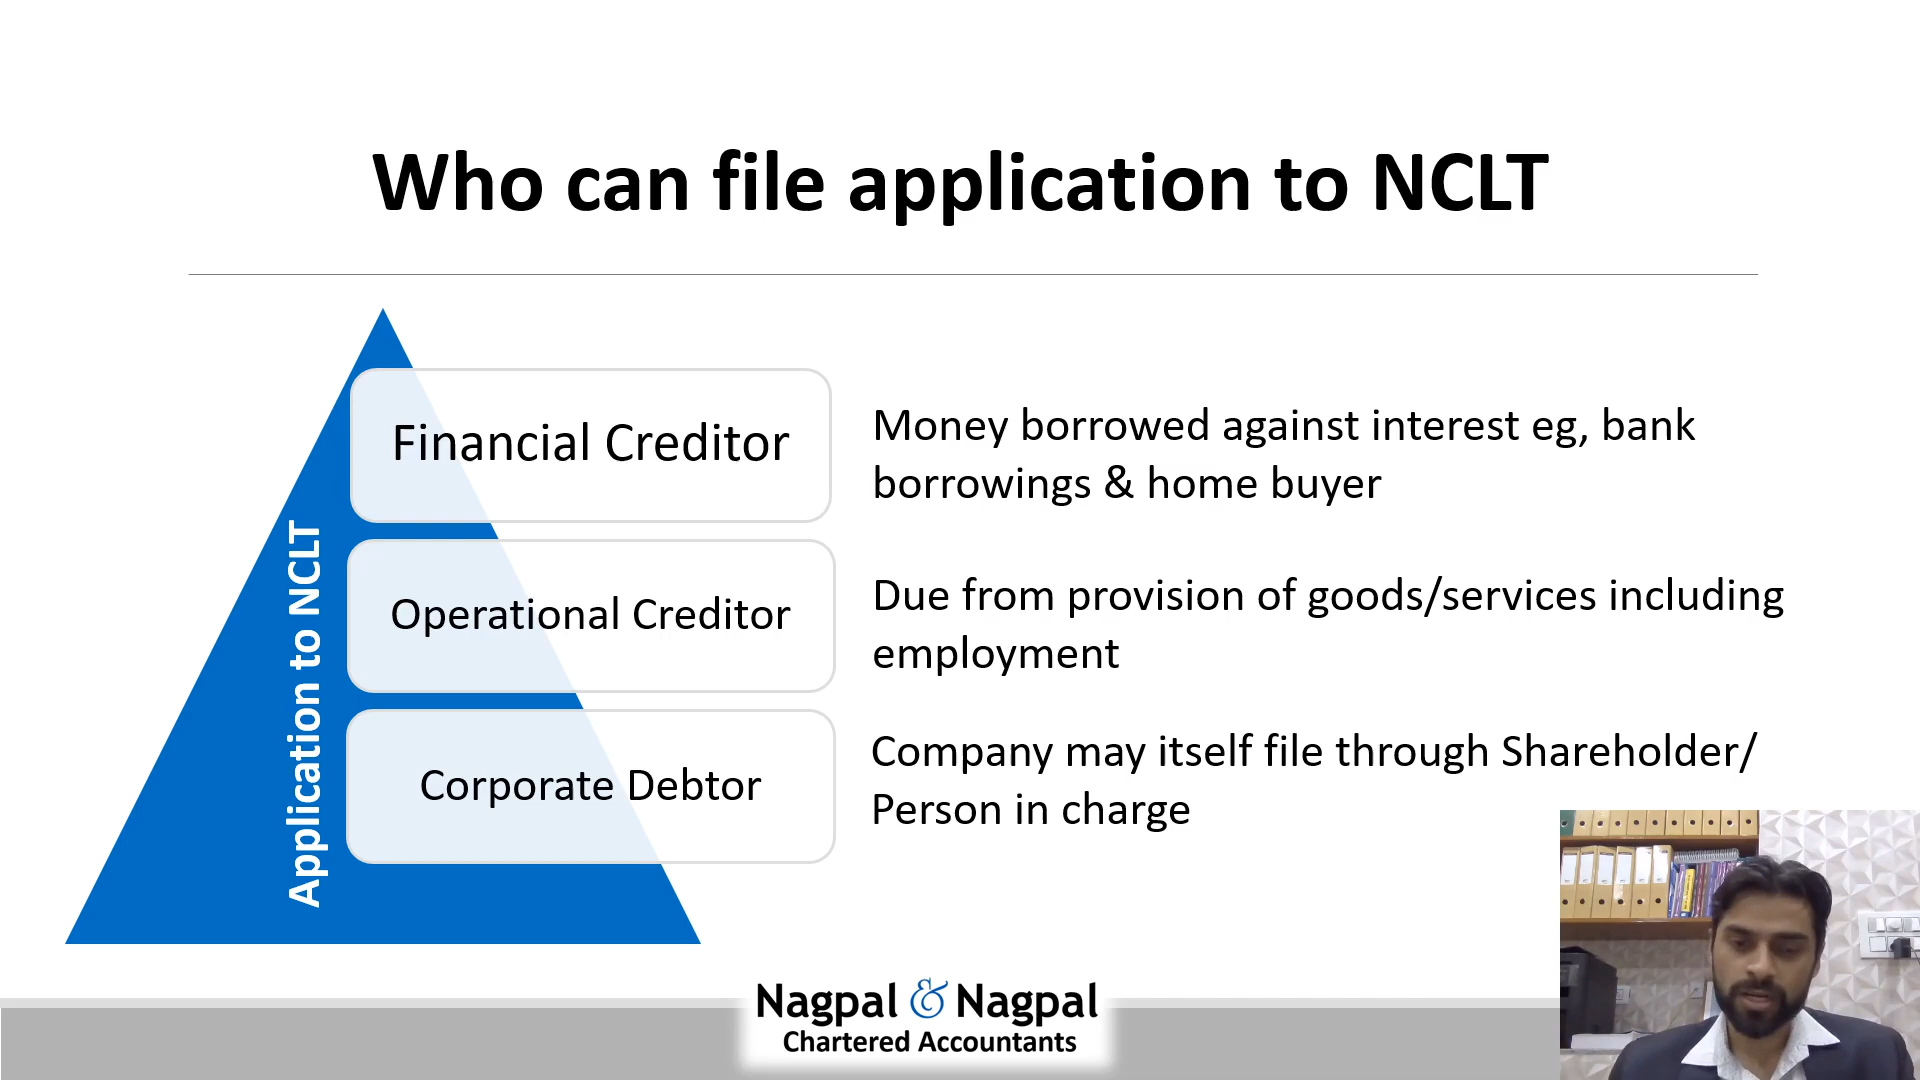 Who can file application to NCLT
Application to NCLT
Financial Creditor
Money borrowed against interest eg, bank
borrowings & home buyer
Operational Creditor
Due from provision of goods/services including
employment
Corporate Debtor
Company may itself file through Shareholder/
Person in charge
Nagpal & Nagpal
Chartered Accountants